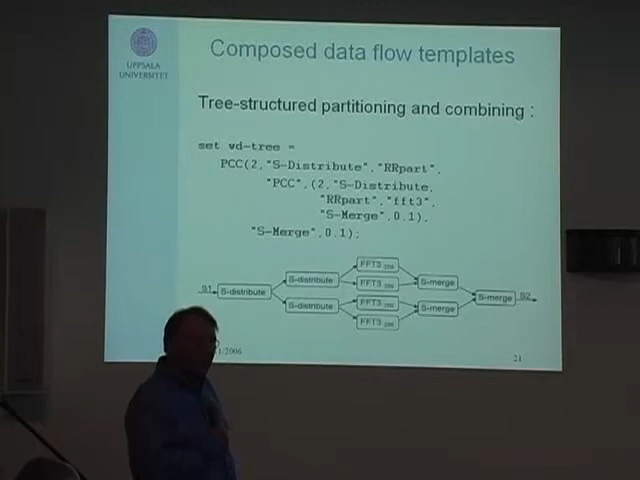 UPPSALA
UNIVERSITET
Composed data flow templates
Tree-structured partitioning and combining :
set wd-tree =
PCC(2,"S-Distribute","RRpart",
"PCC",(2,"S-Distribute,
"RRpart","fft3",
"S-Merge",0.1),
"S-Merge",0.1);
S1
S-distribute
S-distribute
S-distribute
FFT3
FFT3
FFT3
FFT3
S-merge
S-merge
S-merge
S2
2006
21